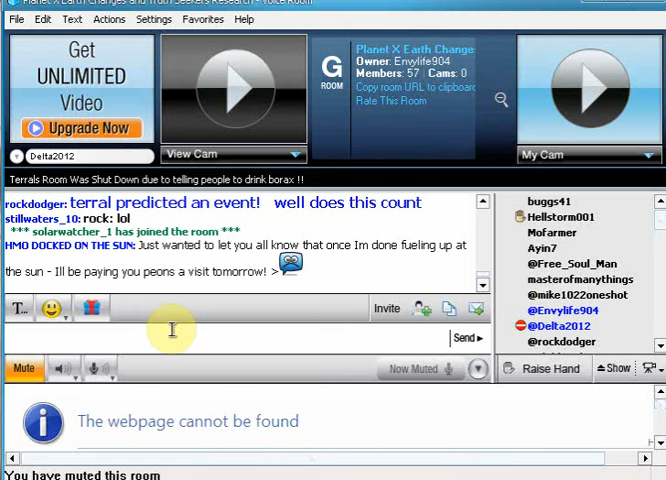 Planet X Earth Changes and Truth Seekers Research - Voice Room
File Edit Text Actions Settings Favorites Help
Get
UNLIMITED
Video
Upgrade Now
Delta2012
View Cam
G
ROOM
Planet X Earth Changes
Owner: Envylife904
Members: 57 | Cams: 0
Copy room URL to clipboard
Rate This Room
My Cam
Terrals Room Was Shut Down due to telling people to drink borax !!
rockdodger: terral predicted an event! well does this count
stillwaters_10: rock: lol
*** solarwatcher_1 has joined the room ***
HMO DOCKED ON THE SUN: Just wanted to let you all know that once Im done fueling up at
the sun - Ill be paying you peons a visit tomorrow! >
buggs41
Hellstorm001
Mofarmer
Ayin7
@Free_Soul_Man
masterofmanythings
@mike1022oneshot
@Envylife904
@Delta2012
@rockdodger
T...
Invite
Send
Mute
Now Muted
Raise Hand
Show
The webpage cannot be found
You have muted this room